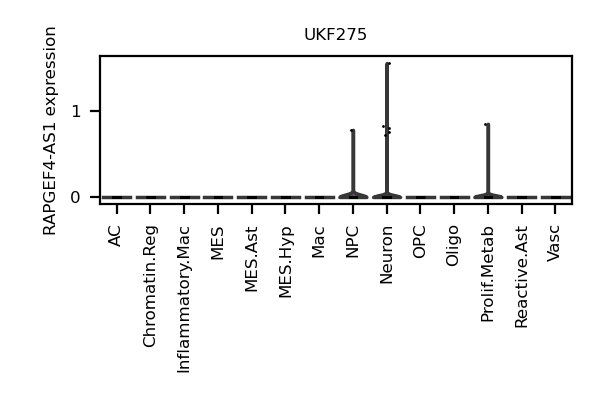 UKF275
RAPGEF4-AS1 expression
1
0
AC
Chromatin.Reg
Inflammatory.Mac
MES
MES.Ast
MES.Hyp
Mac
NPC
Neuron
OPC
Oligo
Prolif.Metab
Reactive.Ast
Vasc